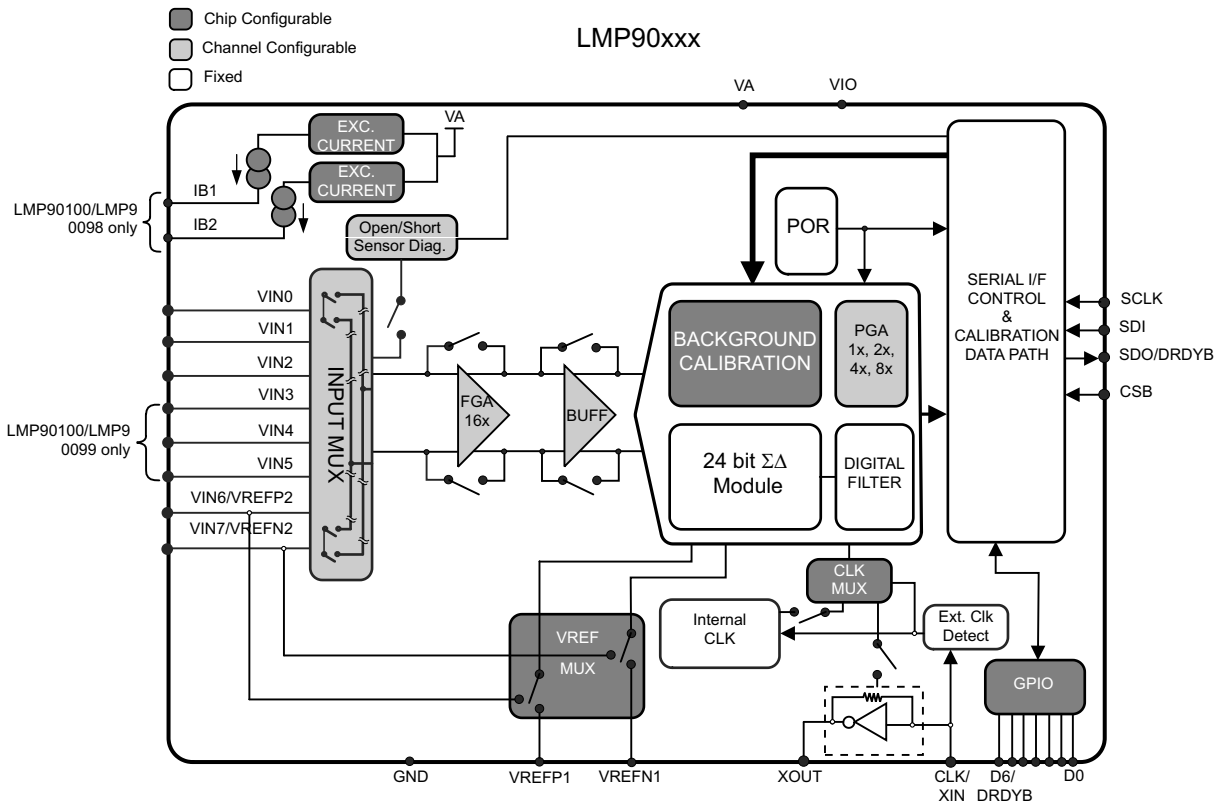 Chip Configurable
Channel Configurable
Fixed
LMP90xxx
VA
VIO
VA
EXC.
CURRENT
EXC.
CURRENT
IB1
IB2
LMP90100/LMP9
0098 only
Open/Short
Sensor Diag.
POR
SERIAL I/F
CONTROL
&
CALIBRATION
DATA PATH
SCLK
SDI
SDO/DRDYB
CSB
VIN0
VIN1
VIN2
VIN3
VIN4
VIN5
VIN6/VREFP2
VIN7/VREFN2
LMP90100/LMP9
0099 only
INPUT MUX
FGA
16x
BUFF
BACKGROUND
CALIBRATION
PGA
1x, 2x,
4x, 8x
24 bit ΣΔ
Module
DIGITAL
FILTER
CLK
MUX
Internal
CLK
Ext. Clk
Detect
VREF
MUX
GPIO
GND
VREFP1
VREFN1
XOUT
CLK/
XIN
D6/
DRDYB
D0